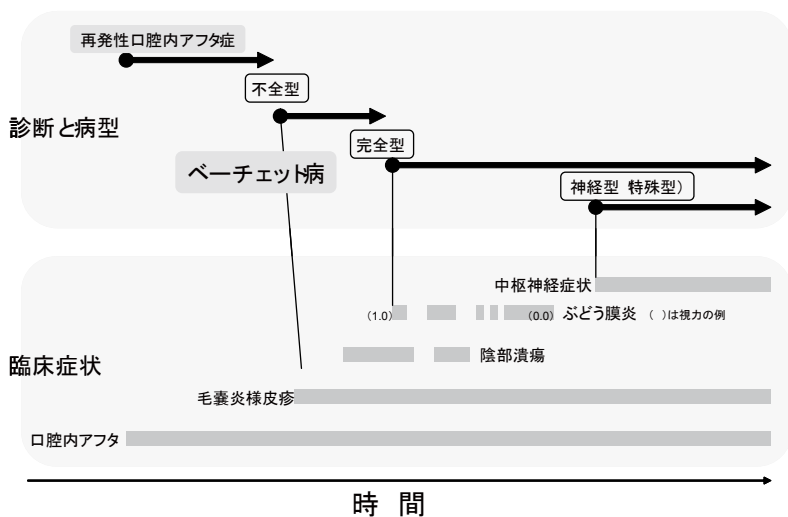 再発性口腔内アフタ症
不全型
診断と病型
完全型
ベーチェット病
神経型 特殊型）
中枢神経症状
（1.0）
（0.0） ぶどう膜炎 （ ）は視力の例
陰部潰瘍
臨床症状
毛嚢炎様皮疹
口腔内アフタ
時 間